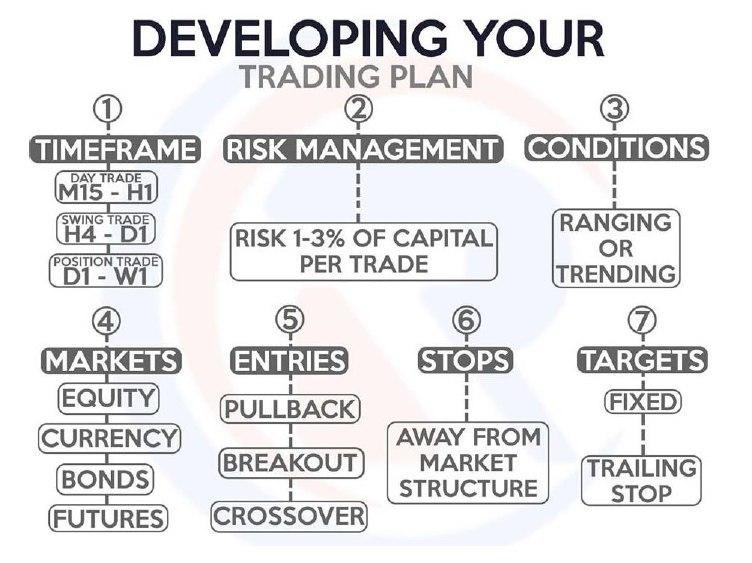 DEVELOPING YOUR
TRADING PLAN
1
TIMEFRAME
DAY TRADE
M15 - H1
SWING TRADE
H4 - D1
POSITION TRADE
D1 - W1
2
RISK MANAGEMENT
RISK 1-3% OF CAPITAL
PER TRADE
3
CONDITIONS
RANGING
OR
TRENDING
4
MARKETS
EQUITY
CURRENCY
BONDS
FUTURES
5
ENTRIES
PULLBACK
BREAKOUT
CROSSOVER
6
STOPS
AWAY FROM
MARKET
STRUCTURE
7
TARGETS
FIXED
TRAILING
STOP